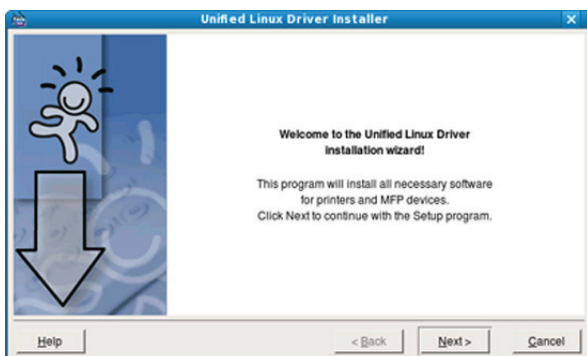 Unified Linux Driver Installer
Welcome to the Unified Linux Driver
installation wizard!
This program will install all necessary software
for printers and MFP devices.
Click Next to continue with the Setup program.
Help
< Back
Next >
Cancel